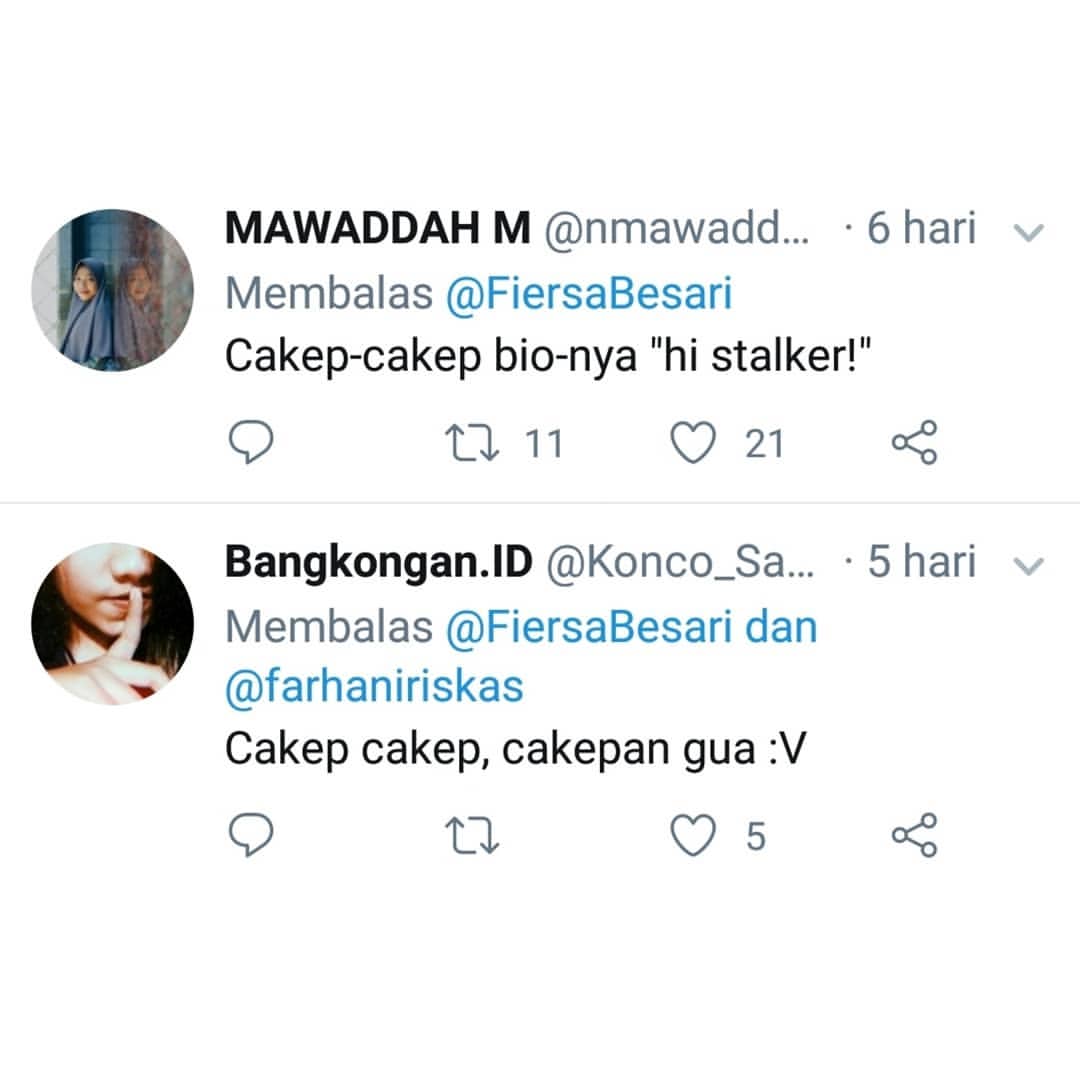 MAWADDAH M @nmawadd... · 6 hari
Membalas @FiersaBesari
Cakep-cakep bio-nya "hi stalker!"
11 21
Bangkongan.ID @Konco_Sa... · 5 hari
Membalas @FiersaBesari dan
@farhaniriskas
Cakep cakep, cakepan gua :V
5